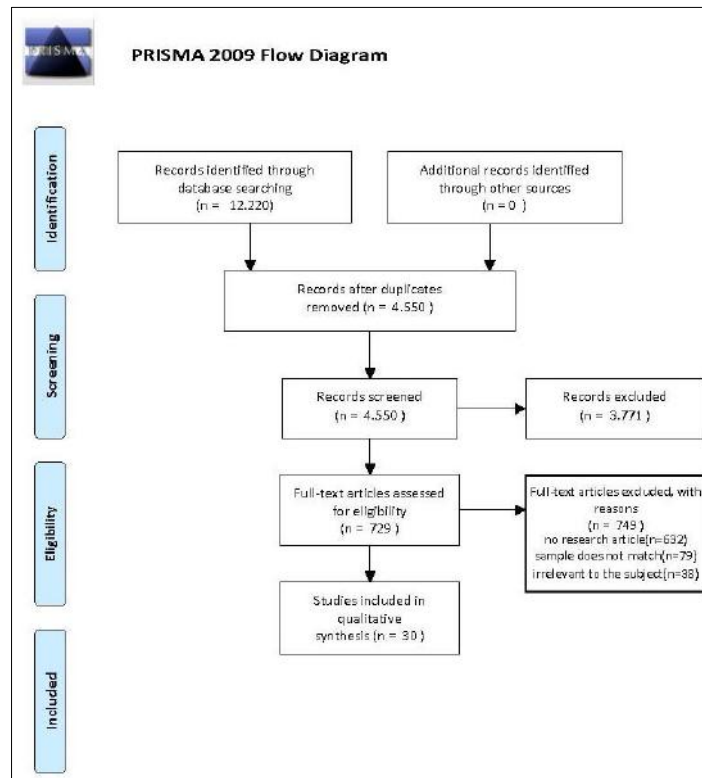 PRISMA
PRISMA 2009 Flow Diagram
Identification
Records identified through
database searching
(n = 12.220)
Additional records identified
through other sources
(n = 0 )
Records after duplicates
removed (n = 4.550 )
Screening
Records screened
(n = 4.550 )
Records excluded
(n = 3.771)
Eligibility
Full-text articles assessed
for eligibility
(n = 729 )
Full-text articles excluded, with
reasons
(n = 749 )
no research article(n=632)
sample does not match(n=79)
irrelevant to the subject(n=38)
Studies included in
qualitative
synthesis (n = 30 )
Included